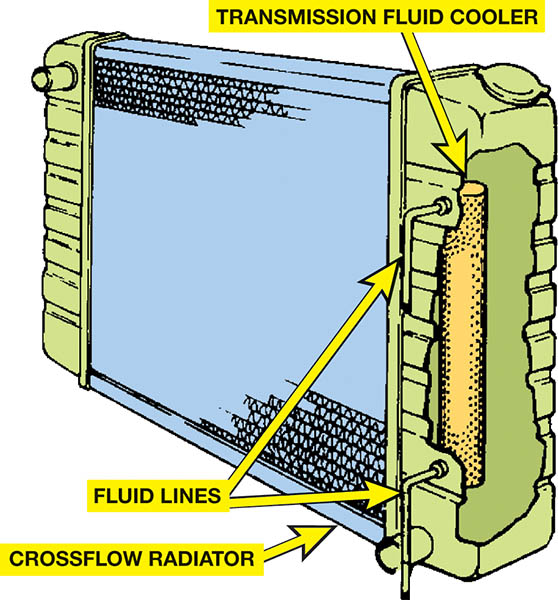 TRANSMISSION FLUID COOLER
FLUID LINES
CROSSFLOW RADIATOR